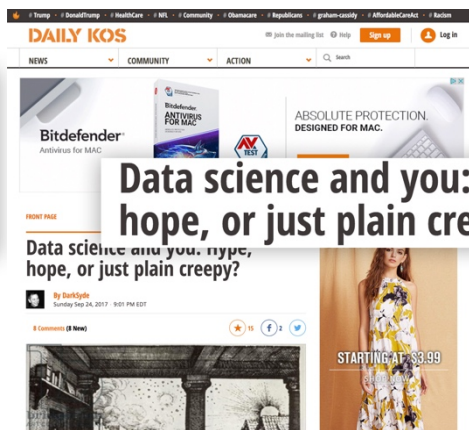 # Trump · # DonaldTrump · # HealthCare · # NFL · # Community · # Obamacare · # Republicans · # graham-cassidy · # AffordableCareAct · # Racism
DAILY KOS
Join the mailing list
Help
Sign up
Log in
NEWS
COMMUNITY
ACTION
Search
Bitdefender
Antivirus for MAC
Bitdefender
ANTIVIRUS
FOR MAC
AV
TEST
ABSOLUTE PROTECTION.
DESIGNED FOR MAC.
Data science and you:
hope, or just plain cre
FRONT PAGE
Data science and you: Hype,
hope, or just plain creepy?
By DarkSyde
Sunday Sep 24, 2017 · 9:01 PM EDT
8 Comments (8 New)
15
2
STARTING AT $3.99